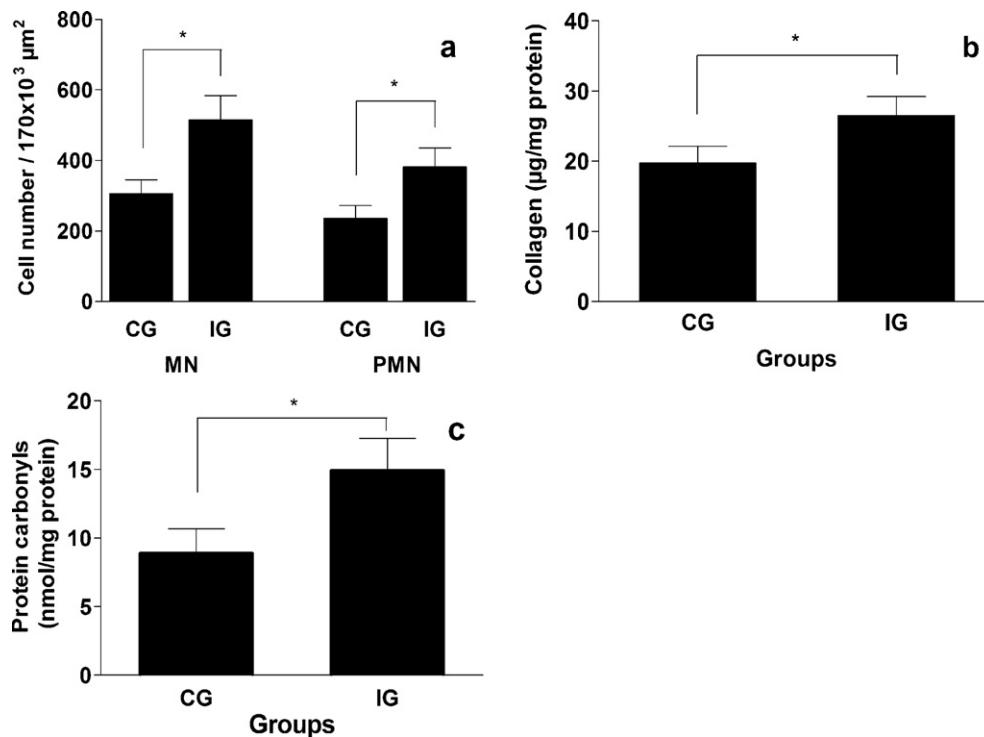 a
Cell number / 170x10³ µm²
800
600
400
200
0
*
*
CG IG CG IG
MN PMN
b
Collagen (µg/mg protein)
40
30
20
10
0
*
CG IG
Groups
c
Protein carbonyls
(nmol/mg protein)
20
15
10
5
0
*
CG IG
Groups